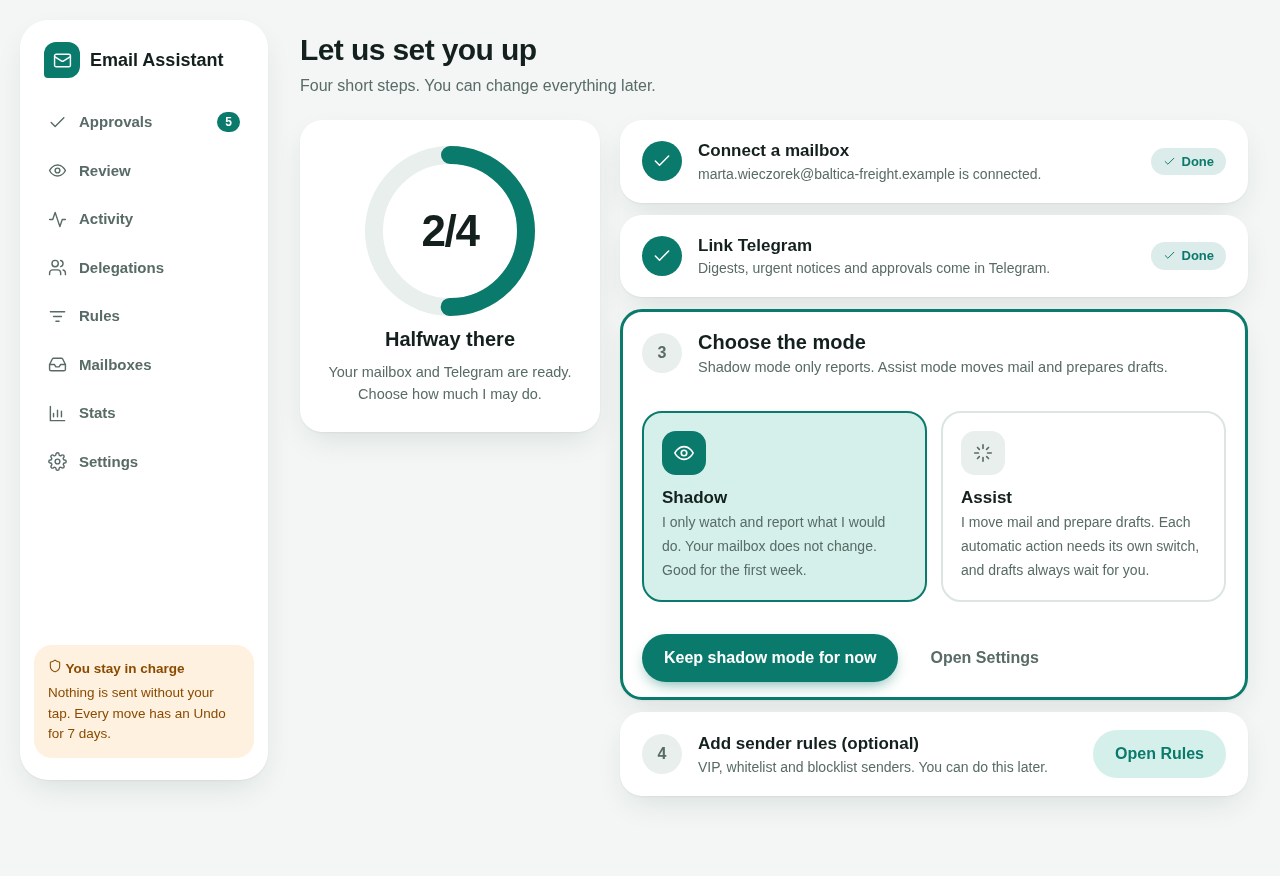 Email Assistant
Approvals 5
Review
Activity
Delegations
Rules
Mailboxes
Stats
Settings
You stay in charge
Nothing is sent without your
tap. Every move has an Undo
for 7 days.
Let us set you up
Four short steps. You can change everything later.
2/4
Halfway there
Your mailbox and Telegram are ready.
Choose how much I may do.
Connect a mailbox
marta.wieczorek@baltica-freight.example is connected.
Done
Link Telegram
Digests, urgent notices and approvals come in Telegram.
Done
3
Choose the mode
Shadow mode only reports. Assist mode moves mail and prepares drafts.
Shadow
I only watch and report what I would
do. Your mailbox does not change.
Good for the first week.
Assist
I move mail and prepare drafts. Each
automatic action needs its own switch,
and drafts always wait for you.
Keep shadow mode for now
Open Settings
4
Add sender rules (optional)
VIP, whitelist and blocklist senders. You can do this later.
Open Rules